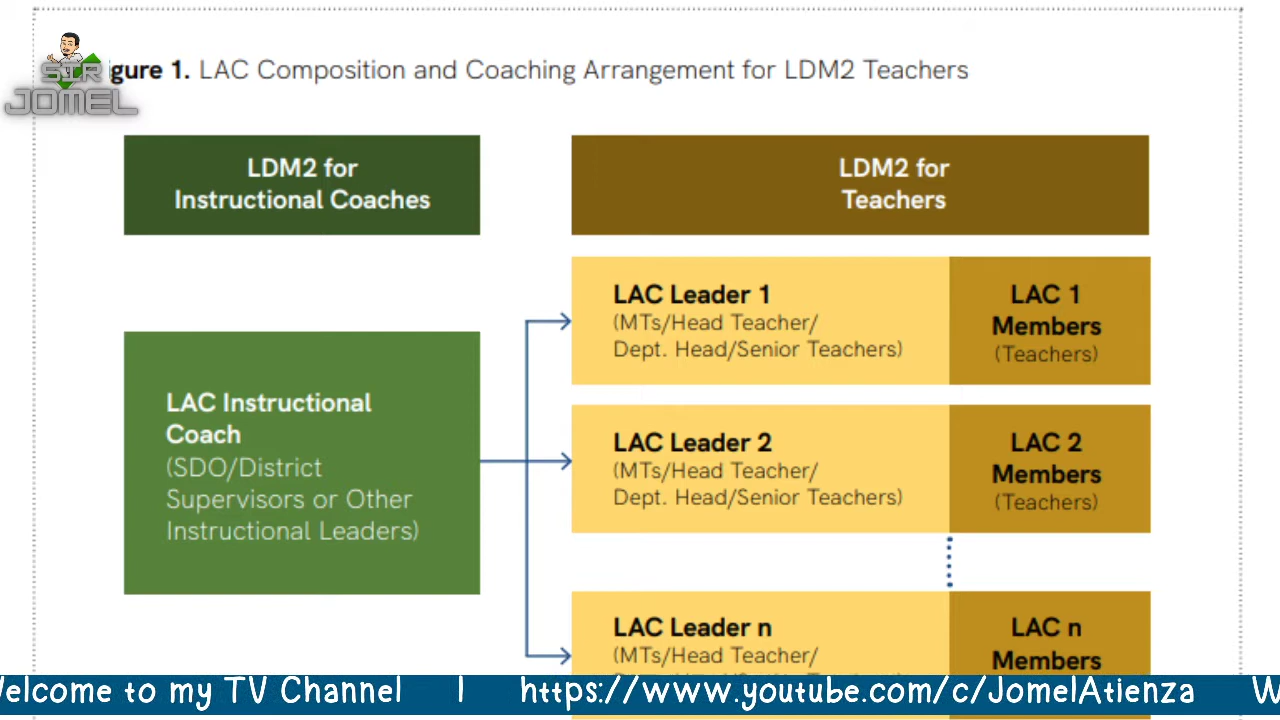 SIR
JOMEL
gure 1. LAC Composition and Coaching Arrangement for LDM2 Teachers
LDM2 for
Instructional Coaches
LDM2 for
Teachers
LAC Instructional
Coach
(SDO/District
Supervisors or Other
Instructional Leaders)
LAC Leader 1
(MTs/Head Teacher/
Dept. Head/Senior Teachers)
LAC 1
Members
(Teachers)
LAC Leader 2
(MTs/Head Teacher/
Dept. Head/Senior Teachers)
LAC 2
Members
(Teachers)
LAC Leader n
(MTs/Head Teacher/
LAC n
Members
Welcome to my TV Channel | https://www.youtube.com/c/JomelAtienza W